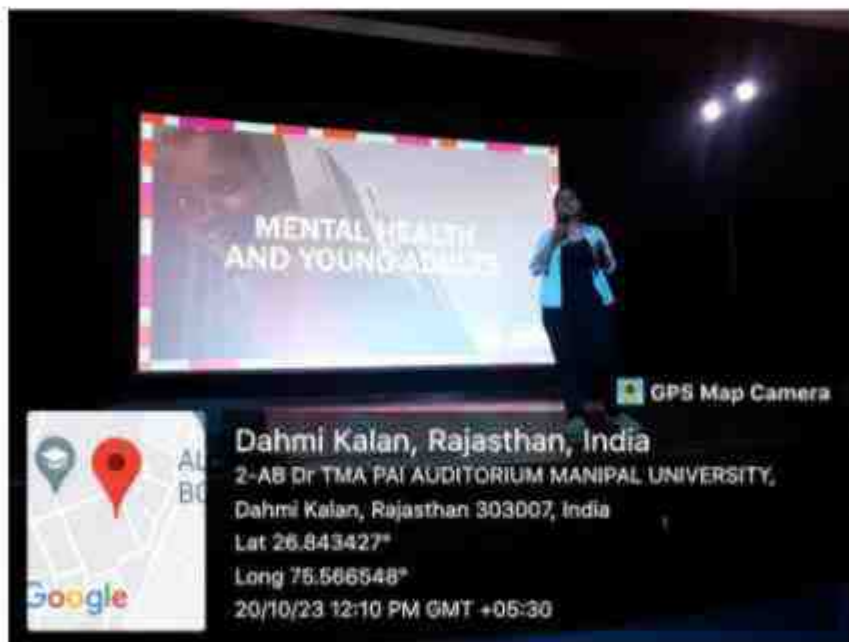 MENTAL HEALTH
AND YOUNG ADULTS
GPS Map Camera
Dahmi Kalan, Rajasthan, India
2-AB Dr TMA PAI AUDITORIUM MANIPAL UNIVERSITY,
Dahmi Kalan, Rajasthan 303007, India
Lat 26.843427°
Long 75.566548°
20/10/23 12:10 PM GMT +05:30
AL
BO
Google